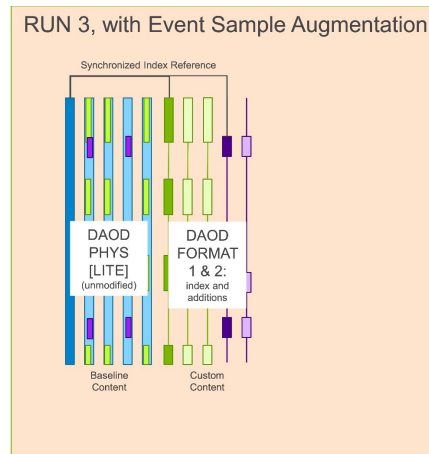 RUN 3, with Event Sample Augmentation
Synchronized Index Reference
DAOD
PHYS
[LITE]
(unmodified)
DAOD
FORMAT
1 & 2:
index and
additions
Baseline
Content
Custom
Content